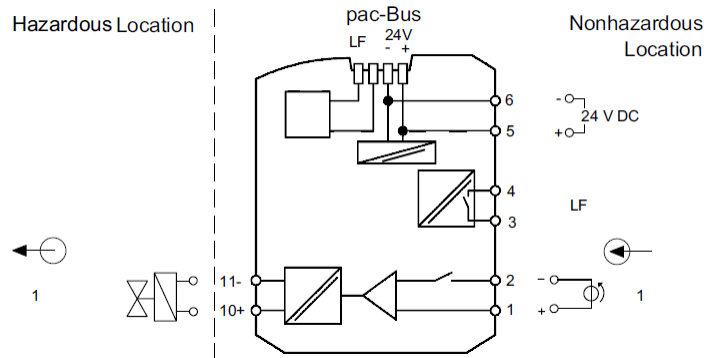 Hazardous Location
pac-Bus
LF
24V
- +
Nonhazardous
Location
6
-
24 V DC
5
+
4
LF
3
1
11-
2
-
10+
1
+
1